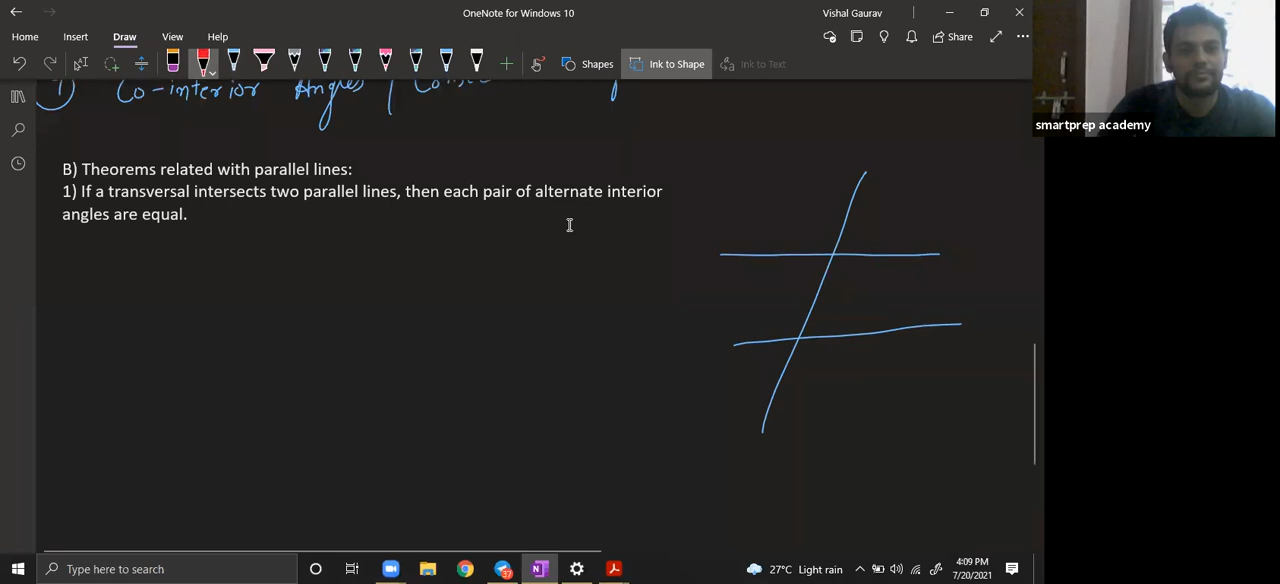 OneNote for Windows 10
Vishal Gaurav
Home Insert Draw View Help
Share
Shapes
Ink to Shape
Ink to Text
smartprep academy
Co-interior Angles
B) Theorems related with parallel lines:
1) If a transversal intersects two parallel lines, then each pair of alternate interior
angles are equal.
Type here to search
37
27°C Light rain
4:09 PM
7/20/2021